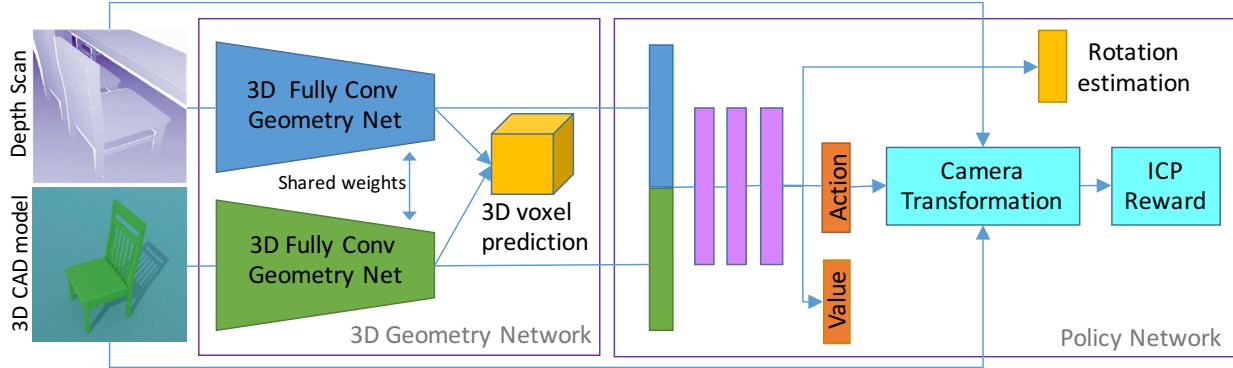 Depth Scan
3D Fully Conv
Geometry Net
Shared weights
3D CAD model
3D Fully Conv
Geometry Net
3D voxel
prediction
3D Geometry Network
Rotation
estimation
Action
Camera
Transformation
ICP
Reward
Value
Policy Network